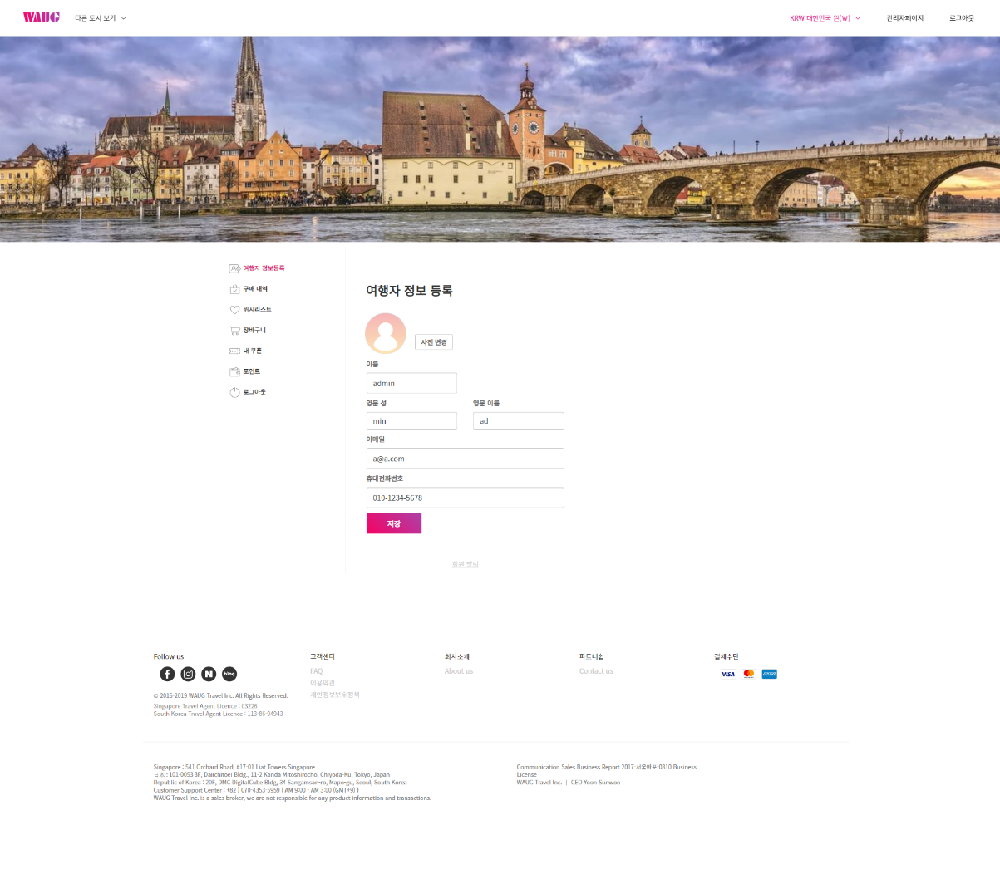 WAUG 다른 도시 보기 KRW 대한민국 원(₩) 관리자페이지 로그아웃
여행자 정보등록
구매 내역
위시리스트
장바구니
내 쿠폰
포인트
로그아웃
여행자 정보 등록
사진 변경
이름
admin
영문 성 영문 이름
min ad
이메일
a@a.com
휴대전화번호
010-1234-5678
저장
회원 탈퇴
Follow us
blog
© 2015-2019 WAUG Travel Inc. All Rights Reserved.
Singapore Travel Agent Licence : 03226
South Korea Travel Agent Licence : 113-86-94943
고객센터
FAQ
이용약관
개인정보보호정책
회사소개
About us
파트너쉽
Contact us
결제수단
VISA
Singapore : 541 Orchard Road, #17-01 Liat Towers Singapore
日本 : 101-0053 3F, Daiichitoei Bldg., 11-2 Kanda Mitoshirocho, Chiyoda-Ku, Tokyo, Japan
Republic of Korea : 20F, DMC DigitalCube Bldg, 34 Sangamsan-ro, Mapo-gu, Seoul, South Korea
Customer Support Center : +82 ) 070-4353-5959 ( AM 9:00 - AM 3:00 (GMT+9) )
WAUG Travel Inc. is a sales broker, we are not responsible for any product information and transactions.
Communication Sales Business Report 2017-서울마포-0310 Business
License
WAUG Travel Inc. | CEO Yoon Sunwoo